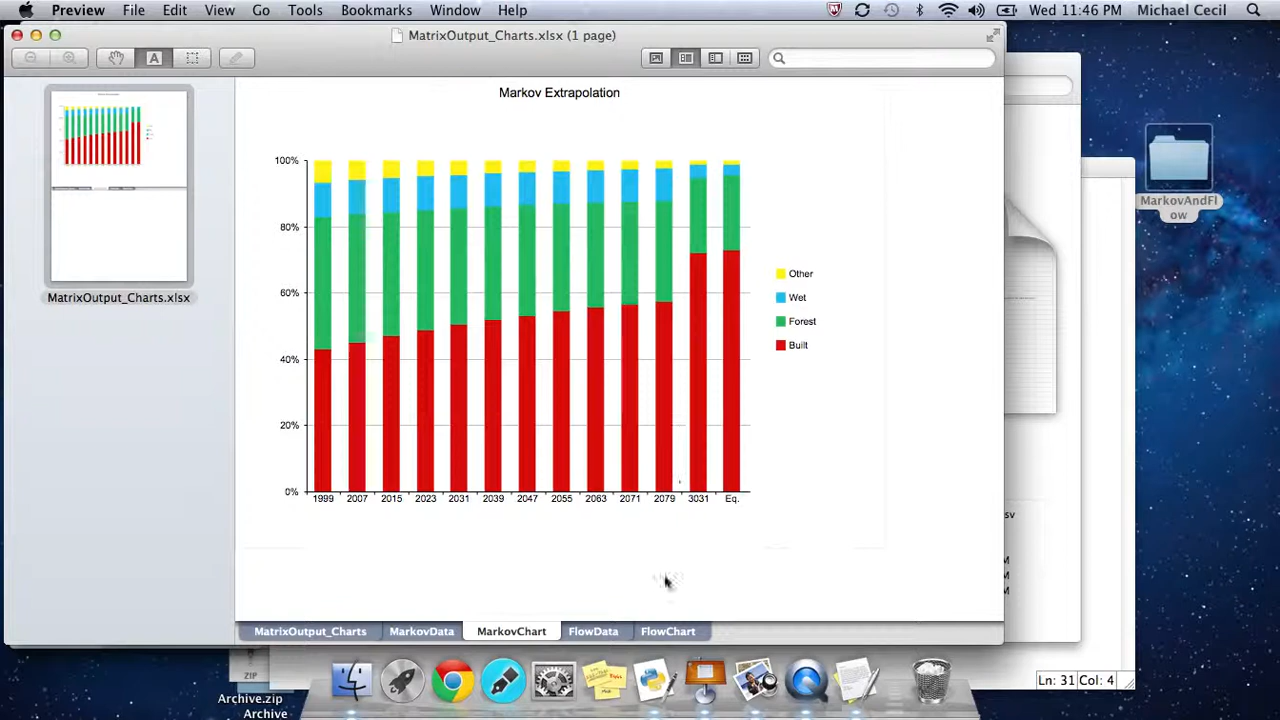 Preview File Edit View Go Tools Bookmarks Window Help Wed 11:46 AM Michael Cecil
MatrixOutput_Charts.xlsx (1 page)
A
MatrixOutput_Charts.xlsx
Markov Extrapolation
100%
80%
60%
40%
20%
0%
1999 2007 2015 2023 2031 2039 2047 2055 2063 2071 2079 3031 Eq.
Other
Wet
Forest
Built
MatrixOutput_Charts MarkovData MarkovChart FlowData FlowChart
MarkovAndFl
ow
sv
M
M
M
Ln: 31 Col: 4
ZIP
Archive.zip
Archive